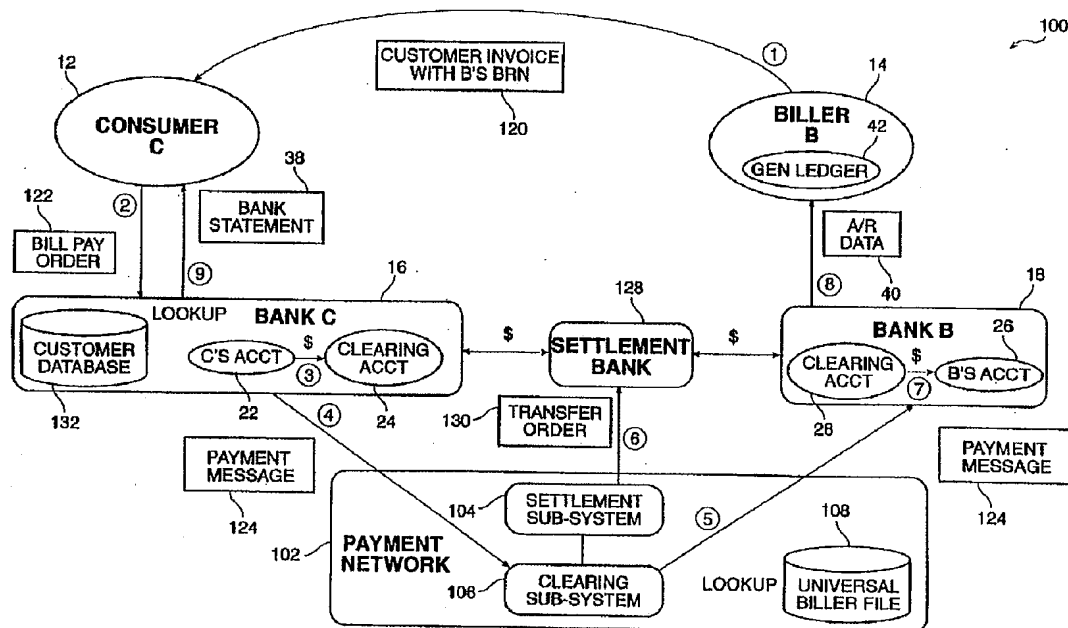 100
12
CUSTOMER INVOICE
WITH B'S BRN
120
1
14
CONSUMER
C
BILLER
B
42
GEN LEDGER
38
122
2
BANK
STATEMENT
BILL PAY
ORDER
9
A/R
DATA
40
8
16
128
18
LOOKUP
BANK C
CUSTOMER
DATABASE
C'S ACCT
$
3
CLEARING
ACCT
$
SETTLEMENT
BANK
$
BANK B
26
CLEARING
ACCT
$
7
B'S ACCT
132
22
4
24
130
TRANSFER
ORDER
6
28
PAYMENT
MESSAGE
124
PAYMENT
MESSAGE
124
104
SETTLEMENT
SUB-SYSTEM
5
108
102
PAYMENT
NETWORK
106
CLEARING
SUB-SYSTEM
LOOKUP
UNIVERSAL
BILLER FILE